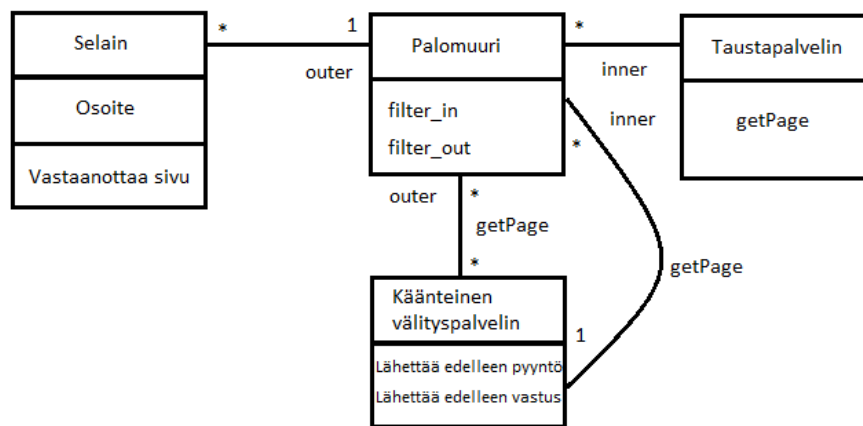 Selain
Osoite
Vastaanottaa sivu
*
1
outer
Palomuuri
filter_in
filter_out
*
inner
inner
*
Taustapalvelin
getPage
outer
*
getPage
*
getPage
Käänteinen
välityspalvelin
1
Lähettää edelleen pyyntö
Lähettää edelleen vastus